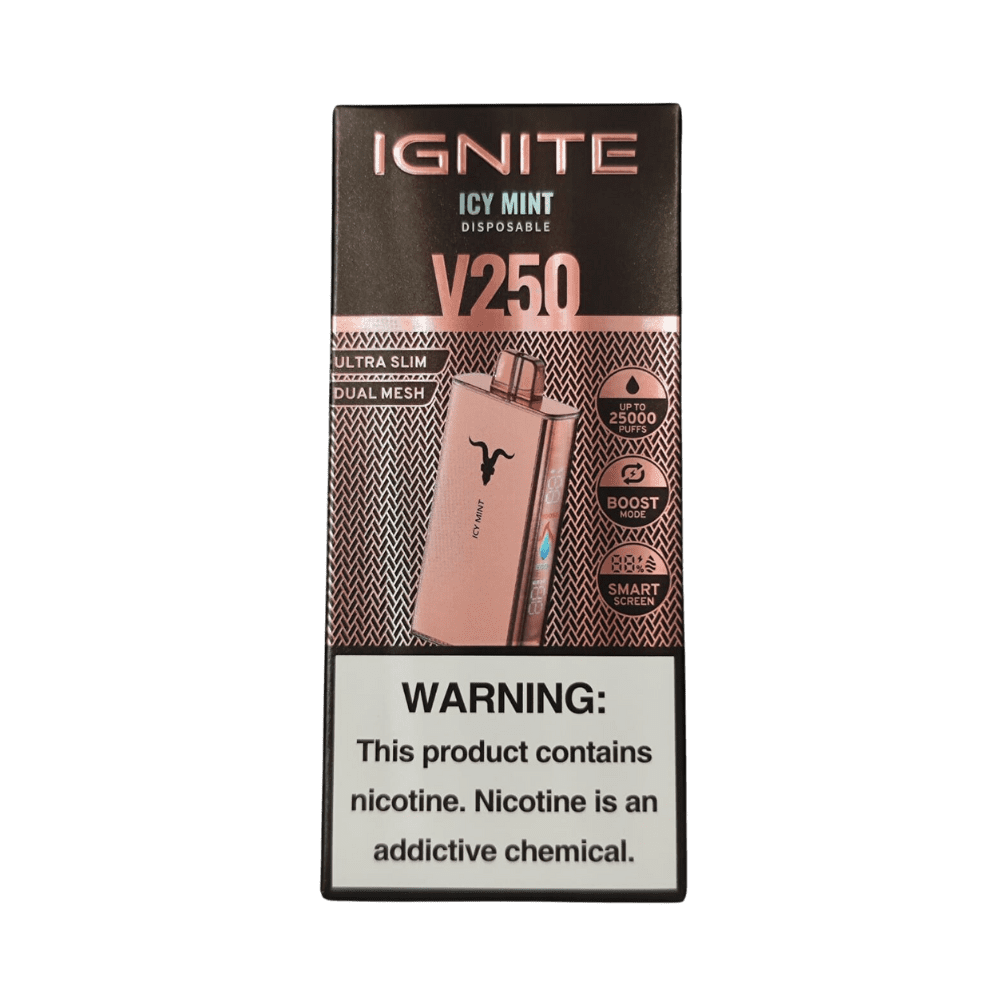 IGNITE
ICY MINT
DISPOSABLE
V250
ULTRA SLIM
DUAL MESH
UP TO
25000
PUFFS
BOOST
MODE
SMART
SCREEN
ICY MINT
WARNING:
This product contains
nicotine. Nicotine is an
addictive chemical.